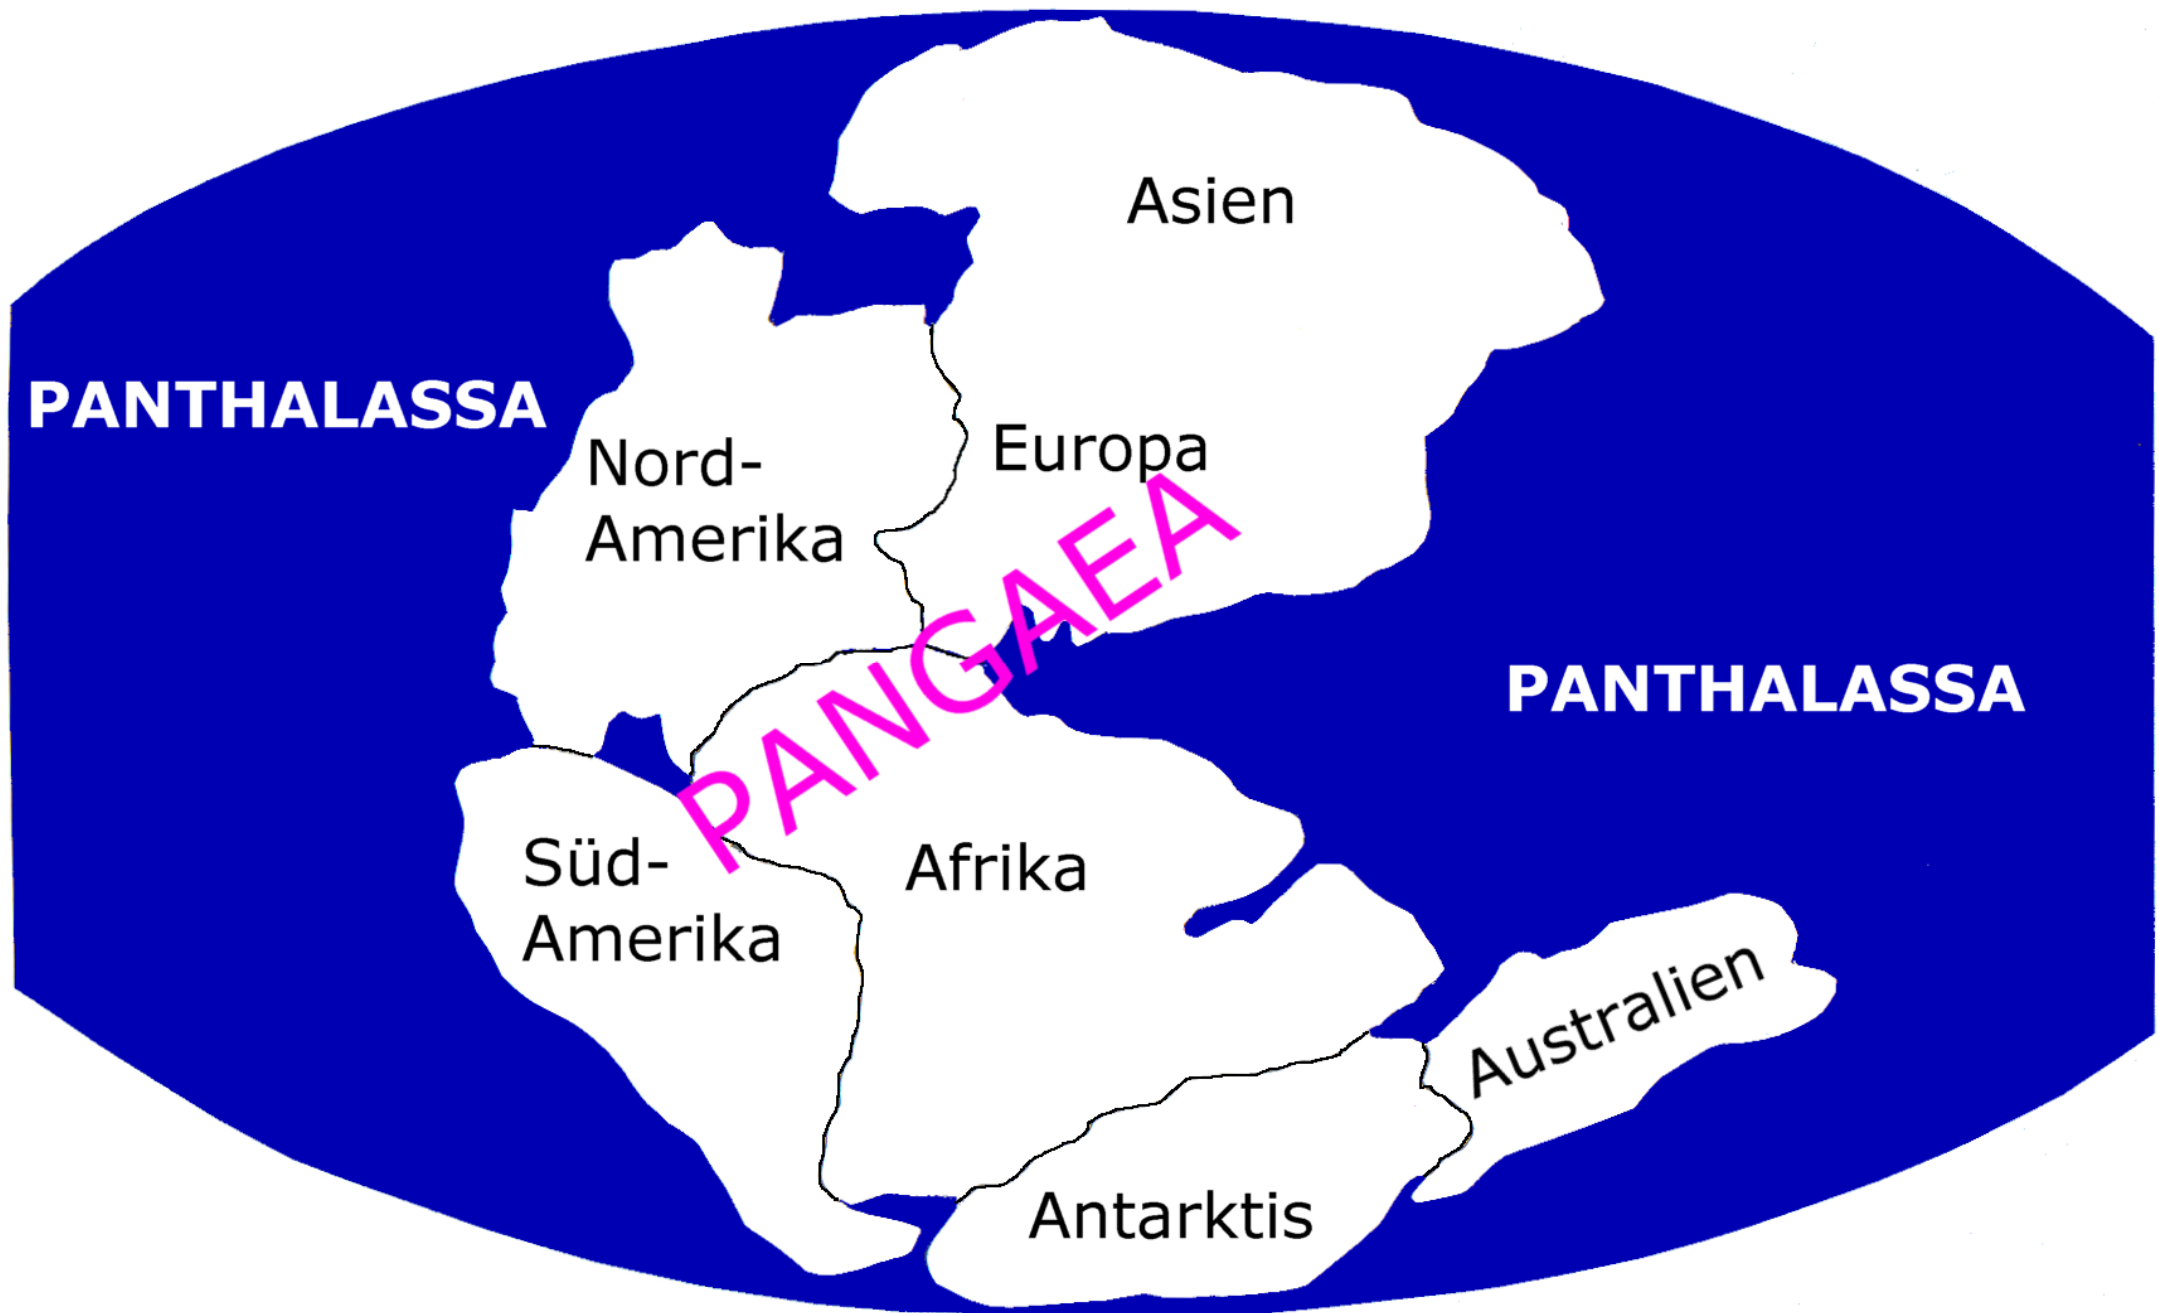 Asien
PANTHALASSA
Nord-
Amerika
Europa
PANGAEA
PANTHALASSA
Süd-
Amerika
Afrika
Australien
Antarktis